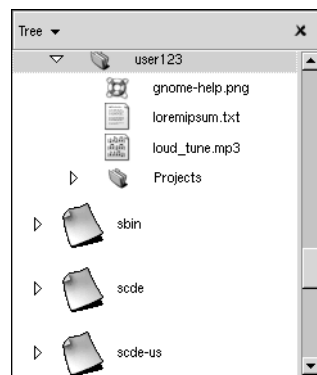 Tree
user123
gnome-help.png
loremipsum.txt
loud_tune.mp3
Projects
sbin
scde
scde-us